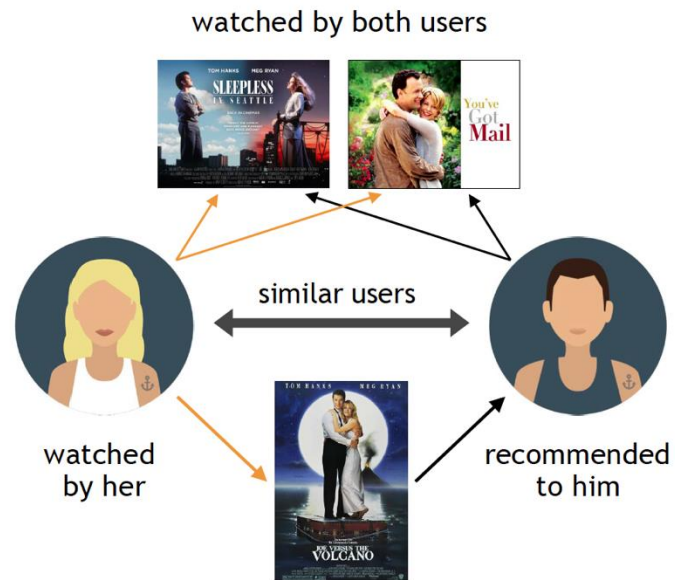 watched by both users
TOM HANKS MEG RYAN
SLEEPLESS
IN SEATTLE
You've
Got
Mail
similar users
TOM HANKS MEG RYAN
JOE VERSUS THE
VOLCANO
watched
by her
recommended
to him